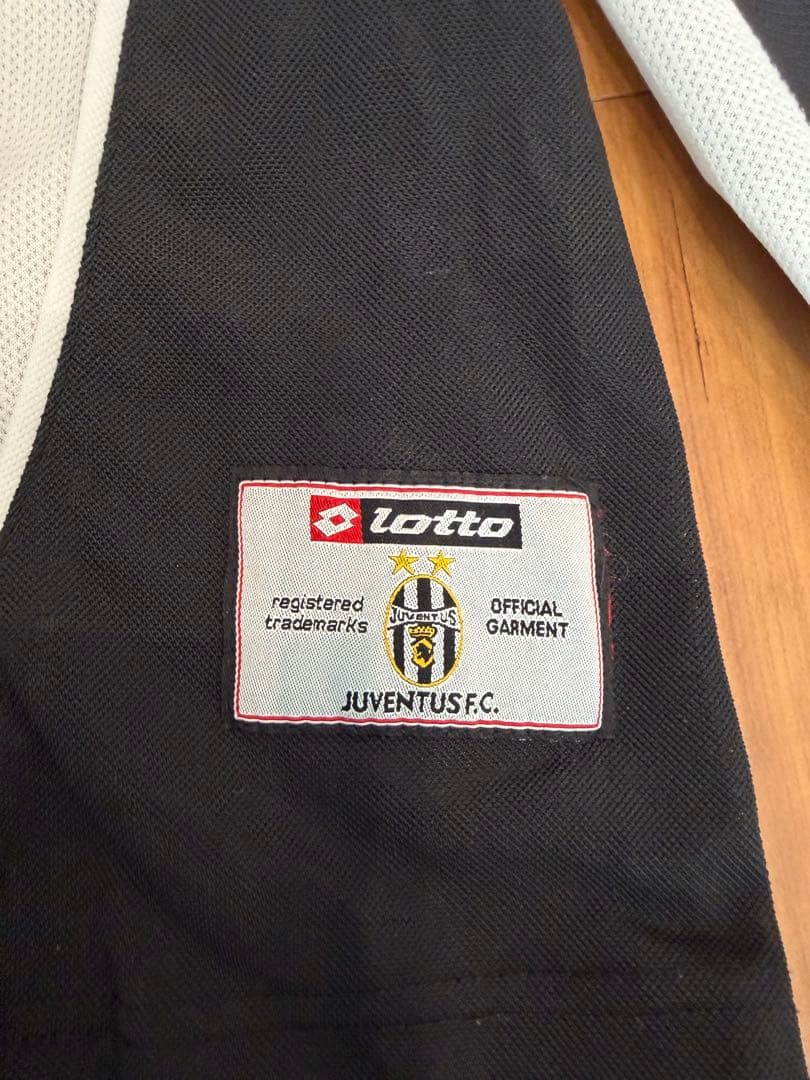 lotto
registered
trademarks
JUVENTUS
OFFICIAL
GARMENT
JUVENTUS F.C.